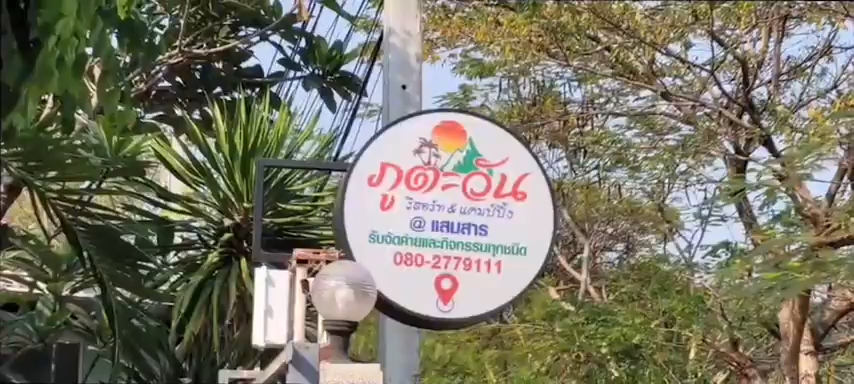 ภูตะวัน
รีสอร์ท & แคมป์ปิ้ง
@ แสมสาร
รับจัดค่ายและกิจกรรมทุกชนิด
080-2779111